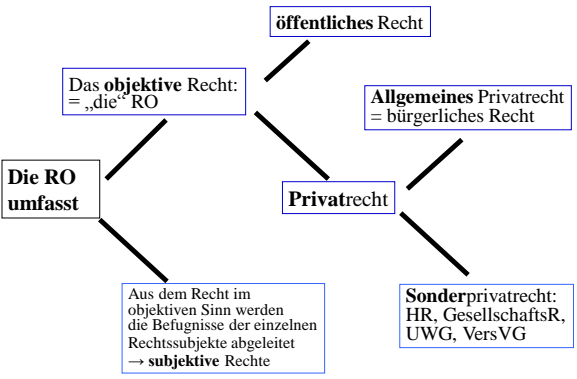 öffentliches Recht
Das objektive Recht:
= „die“ RO
Allgemeines Privatrecht
= bürgerliches Recht
Die RO
umfasst
Privatrecht
Aus dem Recht im
objektiven Sinn werden
die Befugnisse der einzelnen
Rechtssubjekte abgeleitet
→ subjektive Rechte
Sonderprivatrecht:
HR, GesellschaftsR,
UWG, VersVG